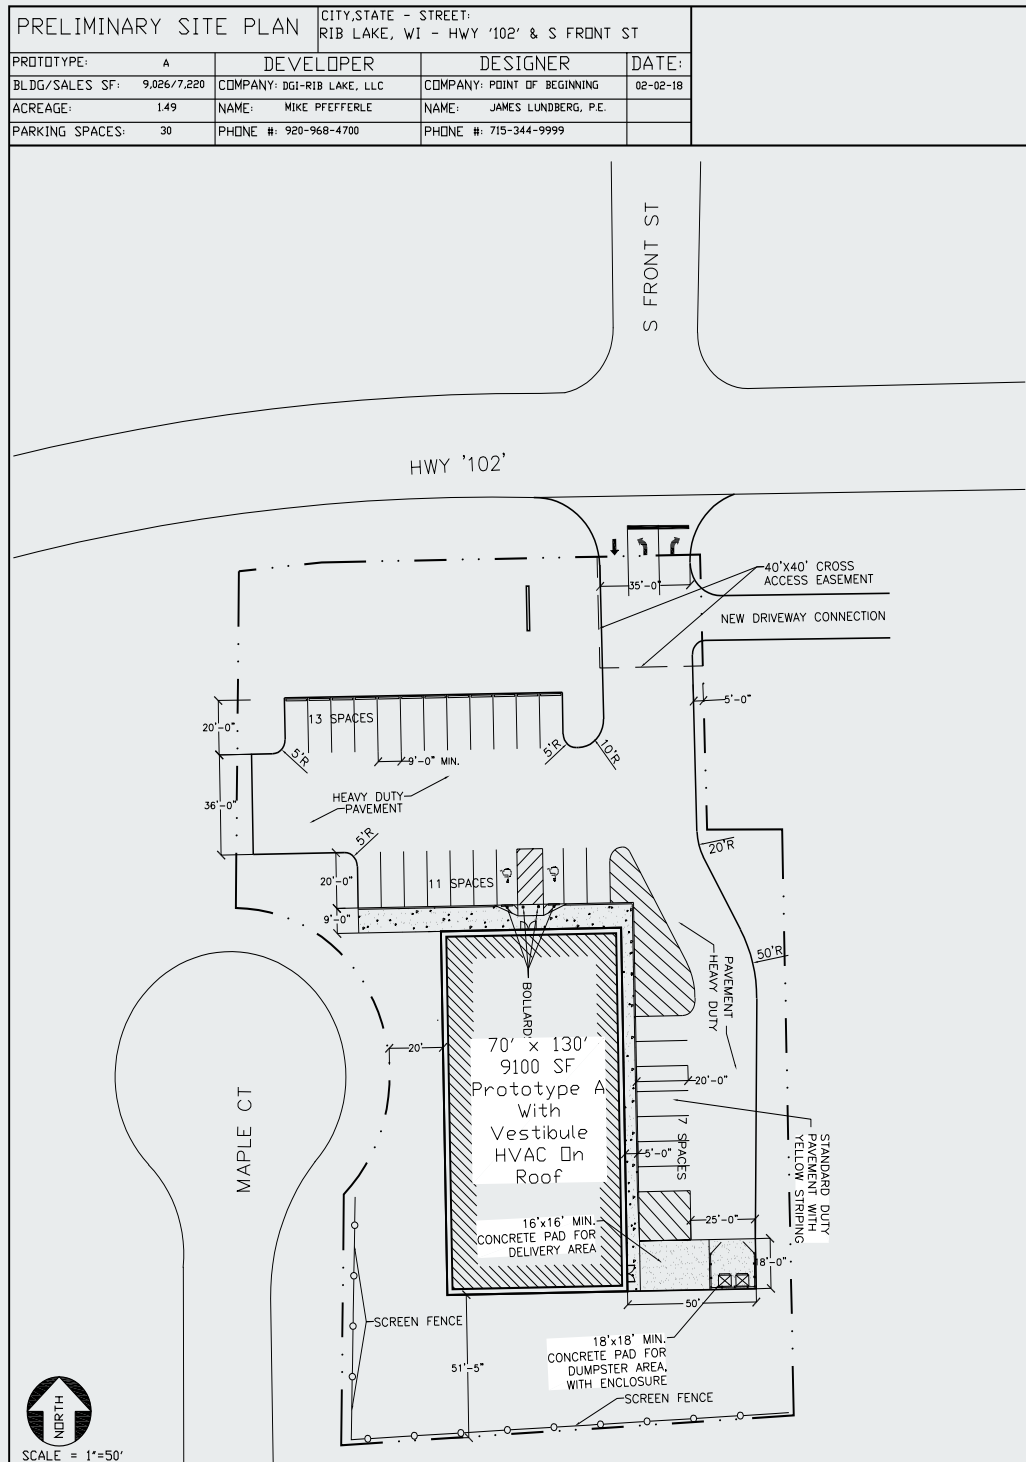 PRELIMINARY SITE PLAN
CITY,STATE - STREET:
RIB LAKE, WI - HWY '102' & S FRONT ST
PROTOTYPE: A
DEVELOPER
DESIGNER
DATE:
BLDG/SALES SF: 9,026/7,220
COMPANY: DGI-RIB LAKE, LLC
COMPANY: POINT OF BEGINNING
02-02-18
ACREAGE: 1.49
NAME: MIKE PFEFFERLE
NAME: JAMES LUNDBERG, P.E.
PARKING SPACES: 30
PHONE #: 920-968-4700
PHONE #: 715-344-9999
S FRONT ST
HWY '102'
40'X40' CROSS
ACCESS EASEMENT
35'-0"
NEW DRIVEWAY CONNECTION
5'-0"
20'-0"
13 SPACES
5'R
5'R
10'R
9'-0" MIN.
36'-0"
HEAVY DUTY
PAVEMENT
5'R
20'R
20'-0"
11 SPACES
9'-0"
50'R
PAVEMENT
HEAVY DUTY
BOLLARD
20'
70' x 130'
9100 SF
Prototype A
With
Vestibule
HVAC On
Roof
20'-0"
7 SPACES
5'-0"
STANDARD DUTY
PAVEMENT WITH
YELLOW STRIPING
MAPLE CT
16'x16' MIN.
CONCRETE PAD FOR
DELIVERY AREA
25'-0"
18'-0"
50'
SCREEN FENCE
18'x18' MIN.
CONCRETE PAD FOR
DUMPSTER AREA,
WITH ENCLOSURE
51'-5"
SCREEN FENCE
NORTH
SCALE = 1"=50'